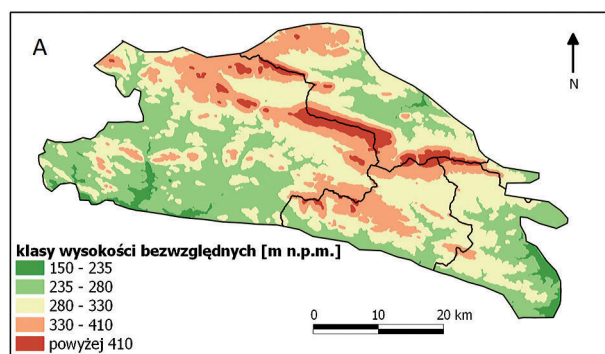 A
N
klasy wysokości bezwzględnych [m n.p.m.]
150 - 235
235 - 280
280 - 330
330 - 410
powyżej 410
0 10 20 km